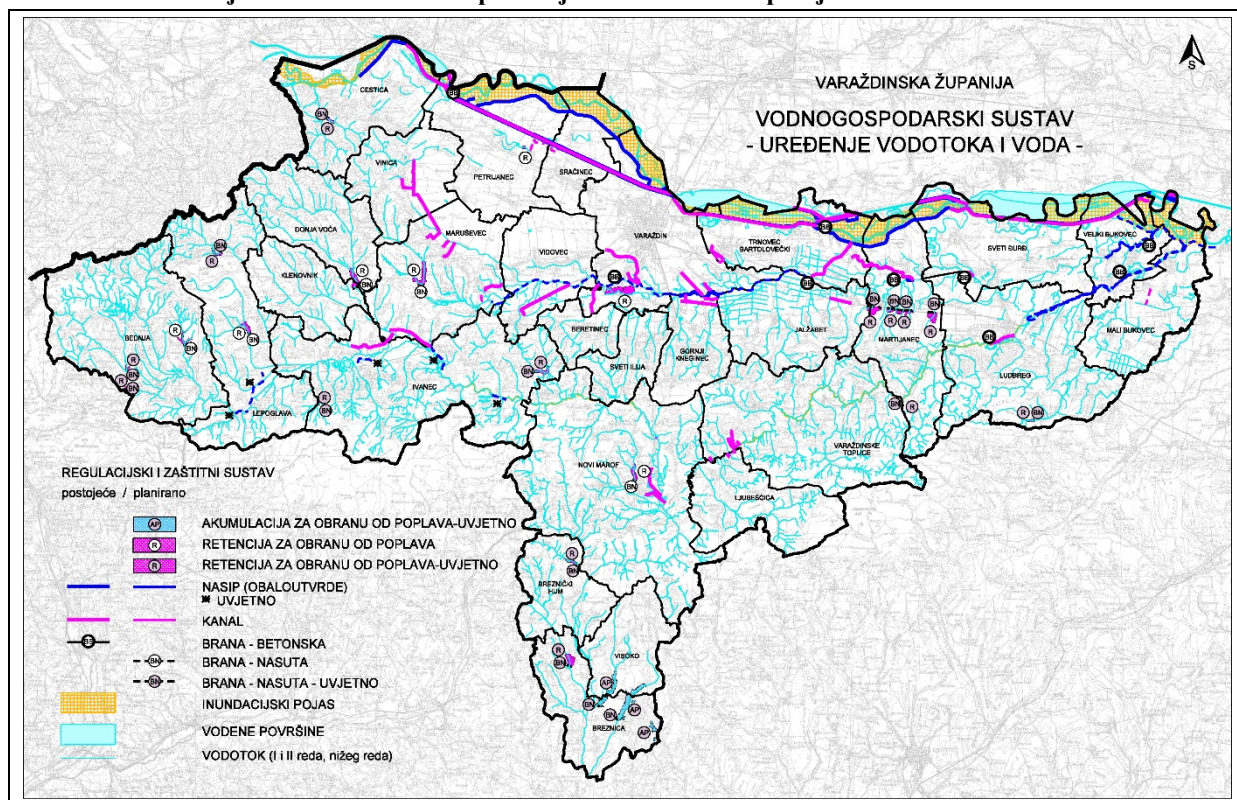 S
VARAŽDINSKA ŽUPANIJA
VODNOGOSPODARSKI SUSTAV
- UREĐENJE VODOTOKA I VODA -
CESTICA
VINICA
PETRIJANEC
SRAČINEC
DONJA VOĆA
MARUŠEVEC
VIDOVEC
VARAŽDIN
TRNOVEC
BARTOLOVEČKI
SVETI ĐURĐ
VELIKI BUKOVEC
KLENOVNIK
BEDNJA
BERETINEC
SVETI ILIJA
GORNJI
KNEGINEC
JALŽABET
MARTIJANEC
MALI BUKOVEC
LUDBREG
LEPOGLAVA
IVANEC
NOVI MAROF
VARAŽDINSKE
TOPLICE
LJUBEŠĆICA
BREZNIČKI
HUM
VISOKO
BREZNICA
REGULACIJSKI I ZAŠTITNI SUSTAV
postojeće / planirano
AP AKUMULACIJA ZA OBRANU OD POPLAVA-UVJETNO
R RETENCIJA ZA OBRANU OD POPLAVA
R RETENCIJA ZA OBRANU OD POPLAVA-UVJETNO
NASIP (OBALOUTVRDE)
UVJETNO
KANAL
BB BRANA - BETONSKA
BN BRANA - NASUTA
BN BRANA - NASUTA - UVJETNO
INUNDACIJSKI POJAS
VODENE POVRŠINE
VODOTOK (I i II reda, nižeg reda)